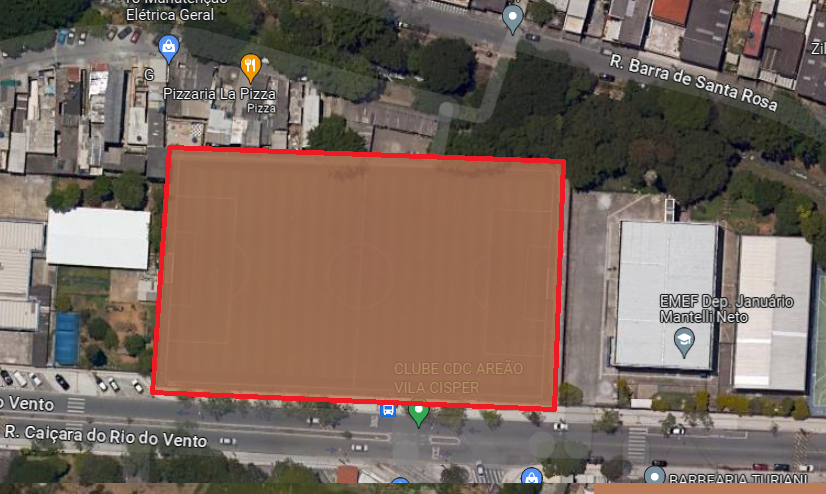 Manutenção
Elétrica Geral
G
Pizzaria La Pizza
Pizza
R. Barra de Santa Rosa
Zil
EMEF Dep. Januário
Mantelli Neto
CLUBE CDC AREÃO
VILA CISPER
o Vento
R. Caiçara do Rio do Vento
BARBEARIA TURIANI